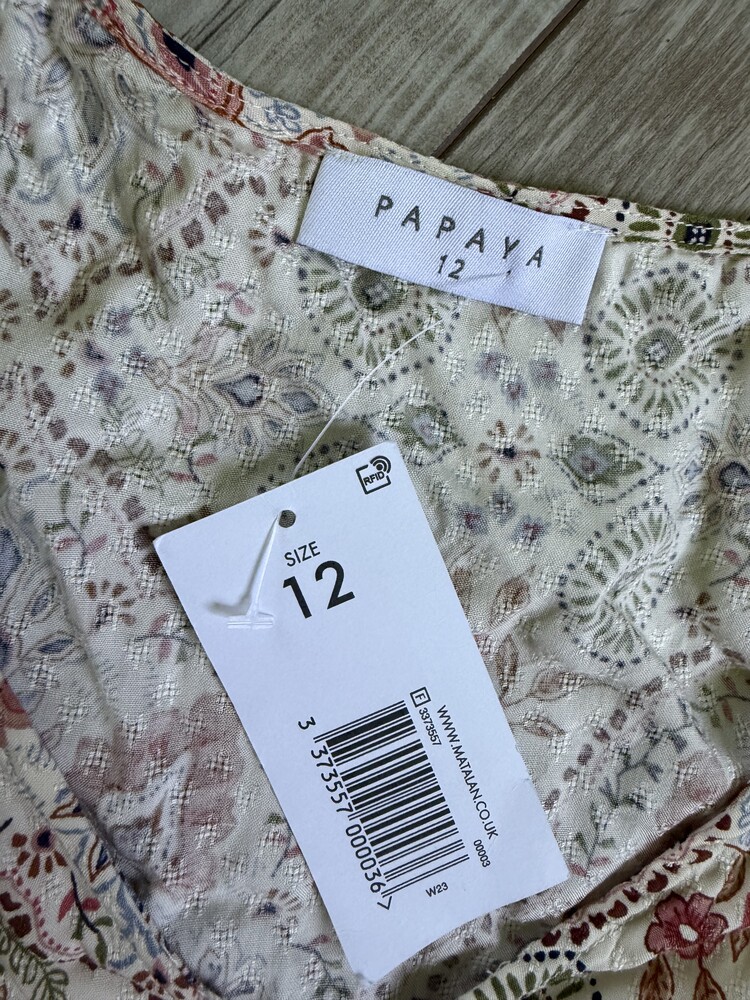 PAPAYA
12
RFID
SIZE
12
F 3373557
WWW.MATALAN.CO.UK
00003
3 373557 000036 >
W23